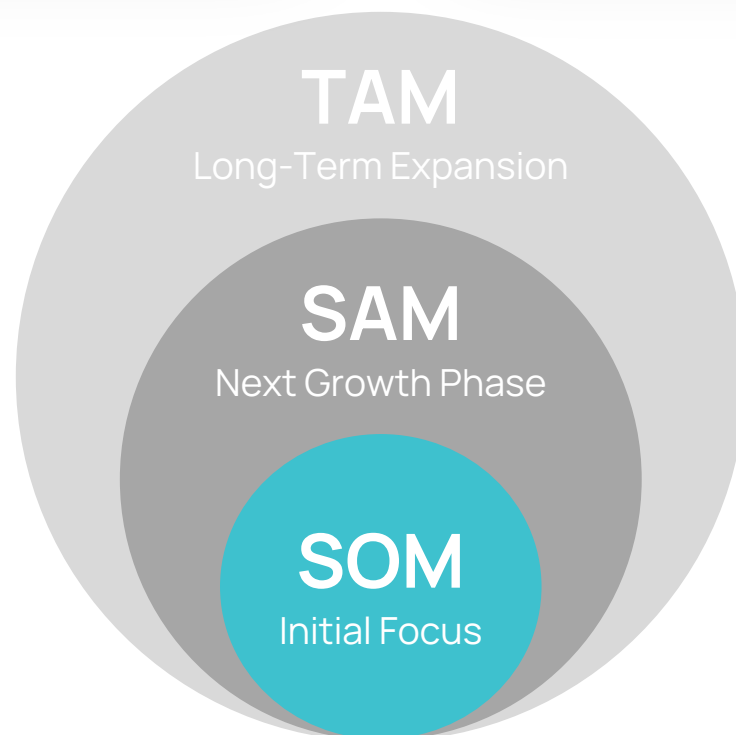 TAM
Long-Term Expansion
SAM
Next Growth Phase
SOM
Initial Focus